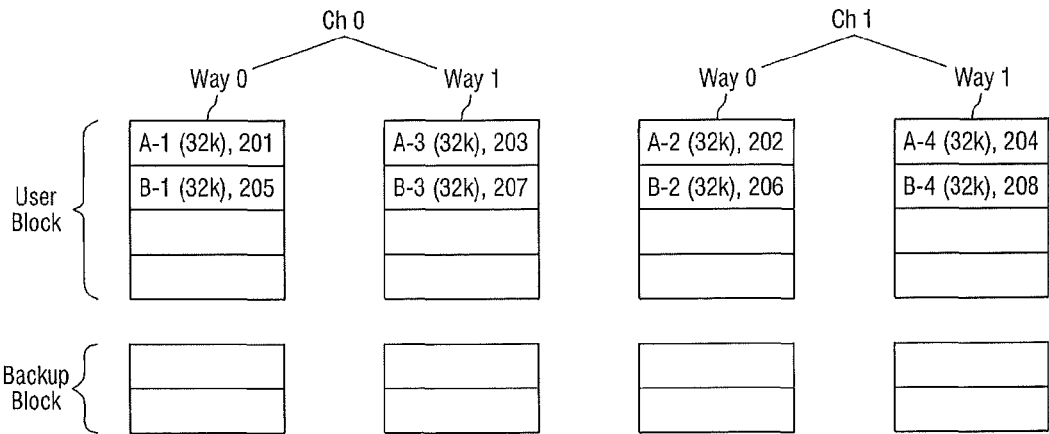 Ch 0
Ch 1
Way 0
Way 1
Way 0
Way 1
A-1 (32k), 201
A-3 (32k), 203
A-2 (32k), 202
A-4 (32k), 204
B-1 (32k), 205
B-3 (32k), 207
B-2 (32k), 206
B-4 (32k), 208
User
Block
Backup
Block